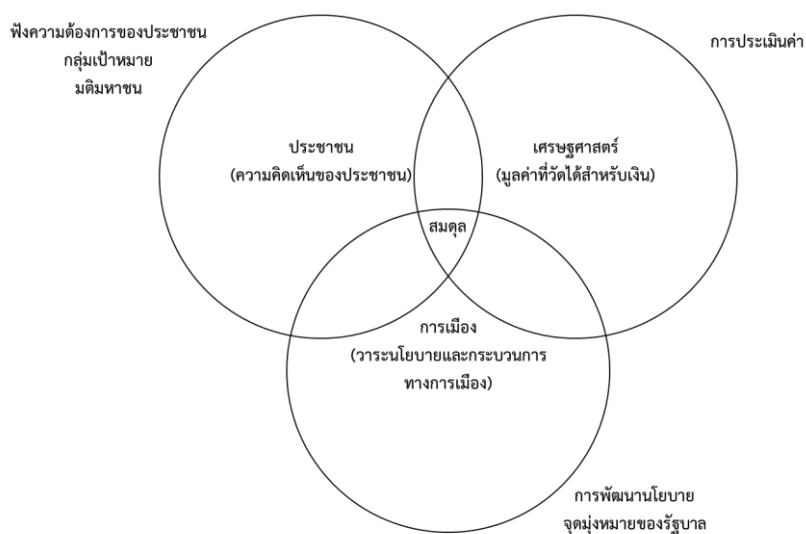 ฟังความต้องการของประชาชน
กลุ่มเป้าหมาย
มติมหาชน
การประเมินค่า
ประชาชน
(ความคิดเห็นของประชาชน)
เศรษฐศาสตร์
(มูลค่าที่วัดได้สำหรับเงิน)
สมดุล
การเมือง
(วาระนโยบายและกระบวนการ
ทางการเมือง)
การพัฒนานโยบาย
จุดมุ่งหมายของรัฐบาล